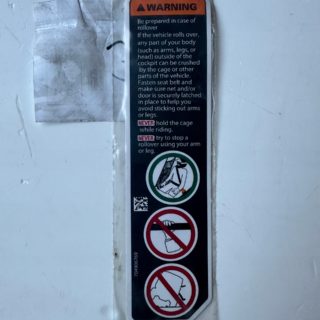 WARNING
Be prepared in case of
rollover
If the vehicle rolls over,
any part of your body
(such as arms, legs, or
head) outside of the
cockpit can be crushed
by the cage or other
parts of the vehicle.
Fasten seat belt and
make sure net and/or
door is securely latched
in place to help you
avoid sticking out arms
or legs.
NEVER hold the cage
while riding.
NEVER try to stop a
rollover using your arm
or leg.